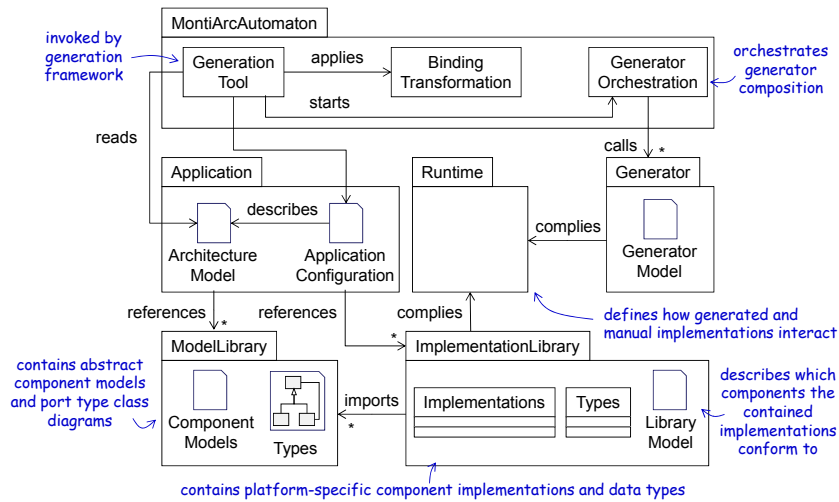 MontiArcAutomaton
invoked by
generation
framework
Generation
Tool
applies
Binding
Transformation
Generator
Orchestration
orchestrates
generator
composition
starts
reads
calls
*
Application
Runtime
Generator
describes
Architecture
Model
Application
Configuration
complies
Generator
Model
references
*
references
*
complies
defines how generated and
manual implementations interact
ModelLibrary
ImplementationLibrary
contains abstract
component models
and port type class
diagrams
Component
Models
Types
imports
*
Implementations
Types
Library
Model
describes which
components the
contained
implementations
conform to
contains platform-specific component implementations and data types